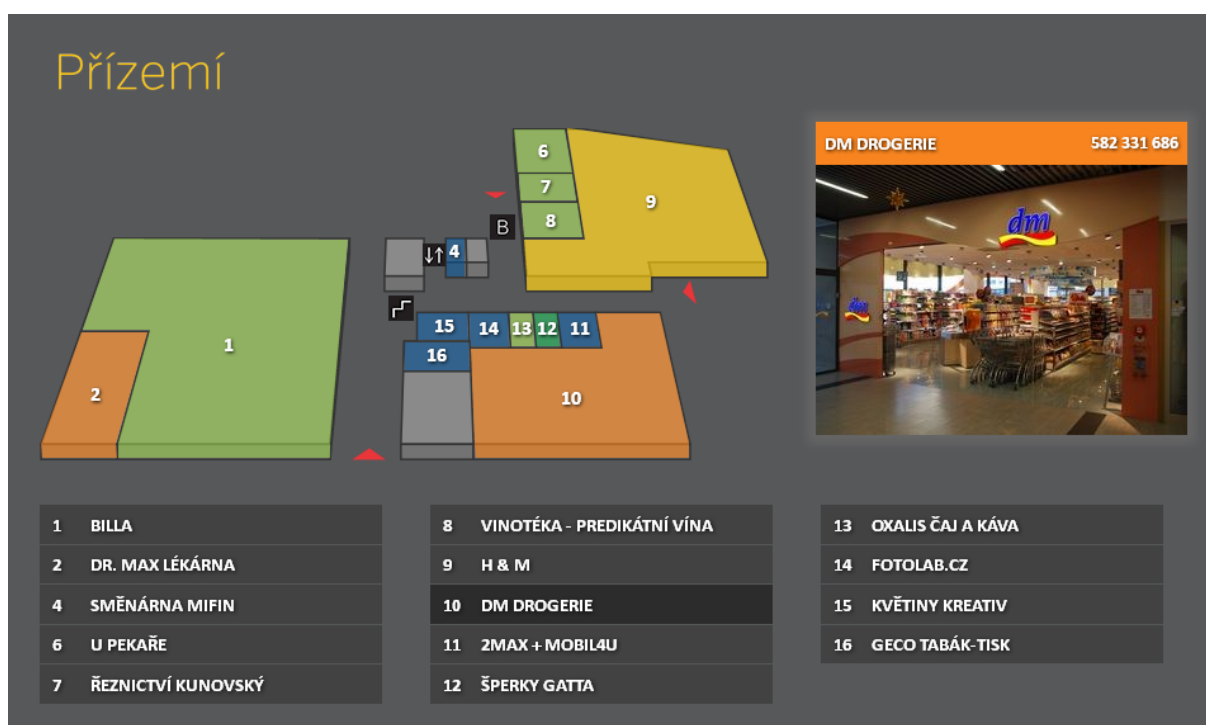 Přízemí
6
7
8
9
B
4
15
14
13
12
11
16
1
2
10
DM DROGERIE 582 331 686
dm
dm
1 BILLA
2 DR. MAX LÉKÁRNA
4 SMĚNÁRNA MIFIN
6 U PEKAŘE
7 ŘEZNICTVÍ KUNOVSKÝ
8 VINOTÉKA - PREDIKÁTNÍ VÍNA
9 H & M
10 DM DROGERIE
11 2MAX + MOBIL4U
12 ŠPERKY GATTA
13 OXALIS ČAJ A KÁVA
14 FOTOLAB.CZ
15 KVĚTINY KREATIV
16 GECO TABÁK-TISK